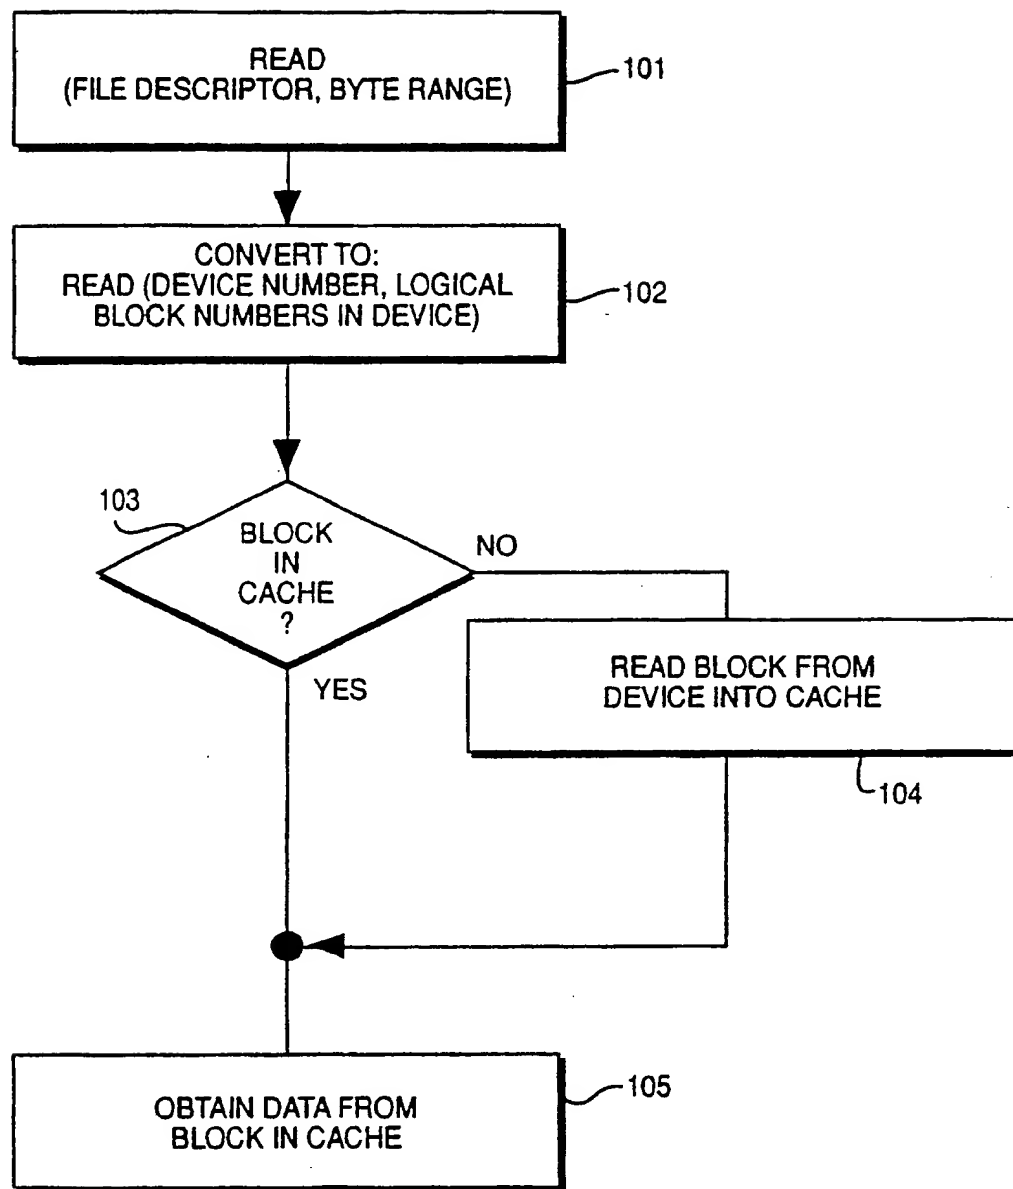 READ
(FILE DESCRIPTOR, BYTE RANGE)
101
CONVERT TO:
READ (DEVICE NUMBER, LOGICAL
BLOCK NUMBERS IN DEVICE)
102
103
BLOCK
IN
CACHE
?
NO
YES
READ BLOCK FROM
DEVICE INTO CACHE
104
OBTAIN DATA FROM
BLOCK IN CACHE
105